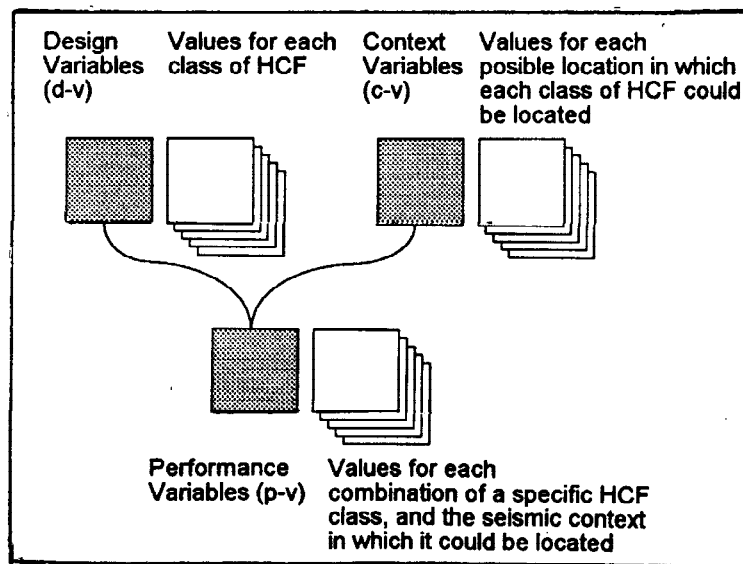 Design
Variables
(d-v)
Values for each
class of HCF
Context
Variables
(c-v)
Values for each
posible location in which
each class of HCF could
be located
Performance
Variables (p-v)
Values for each
combination of a specific HCF
class, and the seismic context
in which it could be located